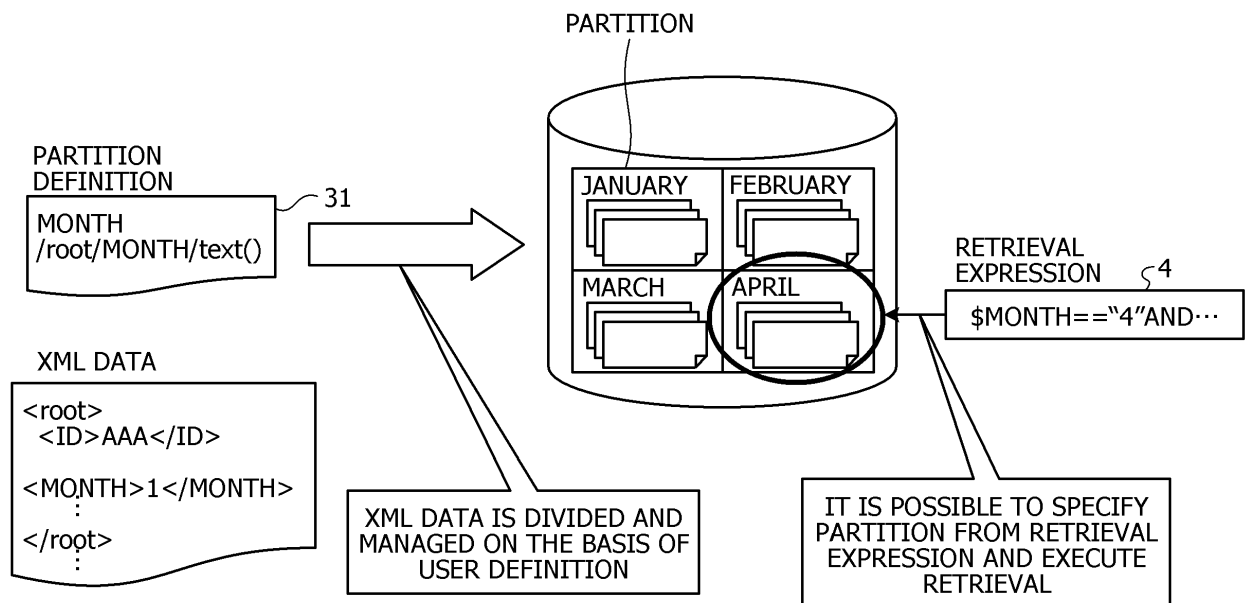 PARTITION
PARTITION
DEFINITION
31
MONTH
/root/MONTH/text()
JANUARY
FEBRUARY
MARCH
APRIL
RETRIEVAL
EXPRESSION
4
$MONTH==“4”AND⋯
XML DATA
<root>
<ID>AAA</ID>
<MONTH>1</MONTH>
⋮
</root>
⋮
XML DATA IS DIVIDED AND
MANAGED ON THE BASIS OF
USER DEFINITION
IT IS POSSIBLE TO SPECIFY
PARTITION FROM RETRIEVAL
EXPRESSION AND EXECUTE
RETRIEVAL